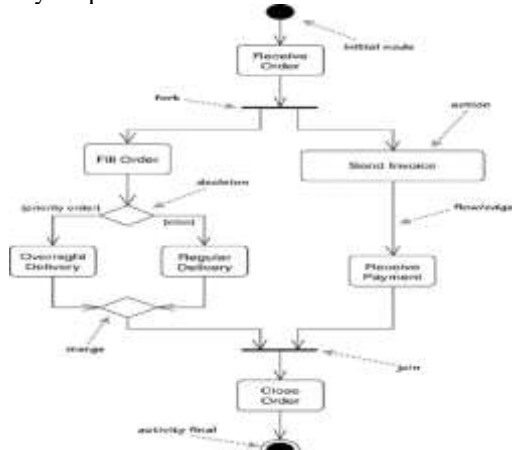 initial node
Receive
Order
fork
action
Fill Order
Send Invoice
decision
[priority order]
[else]
flow/edge
Overnight
Delivery
Regular
Delivery
Receive
Payment
merge
join
Close
Order
activity final